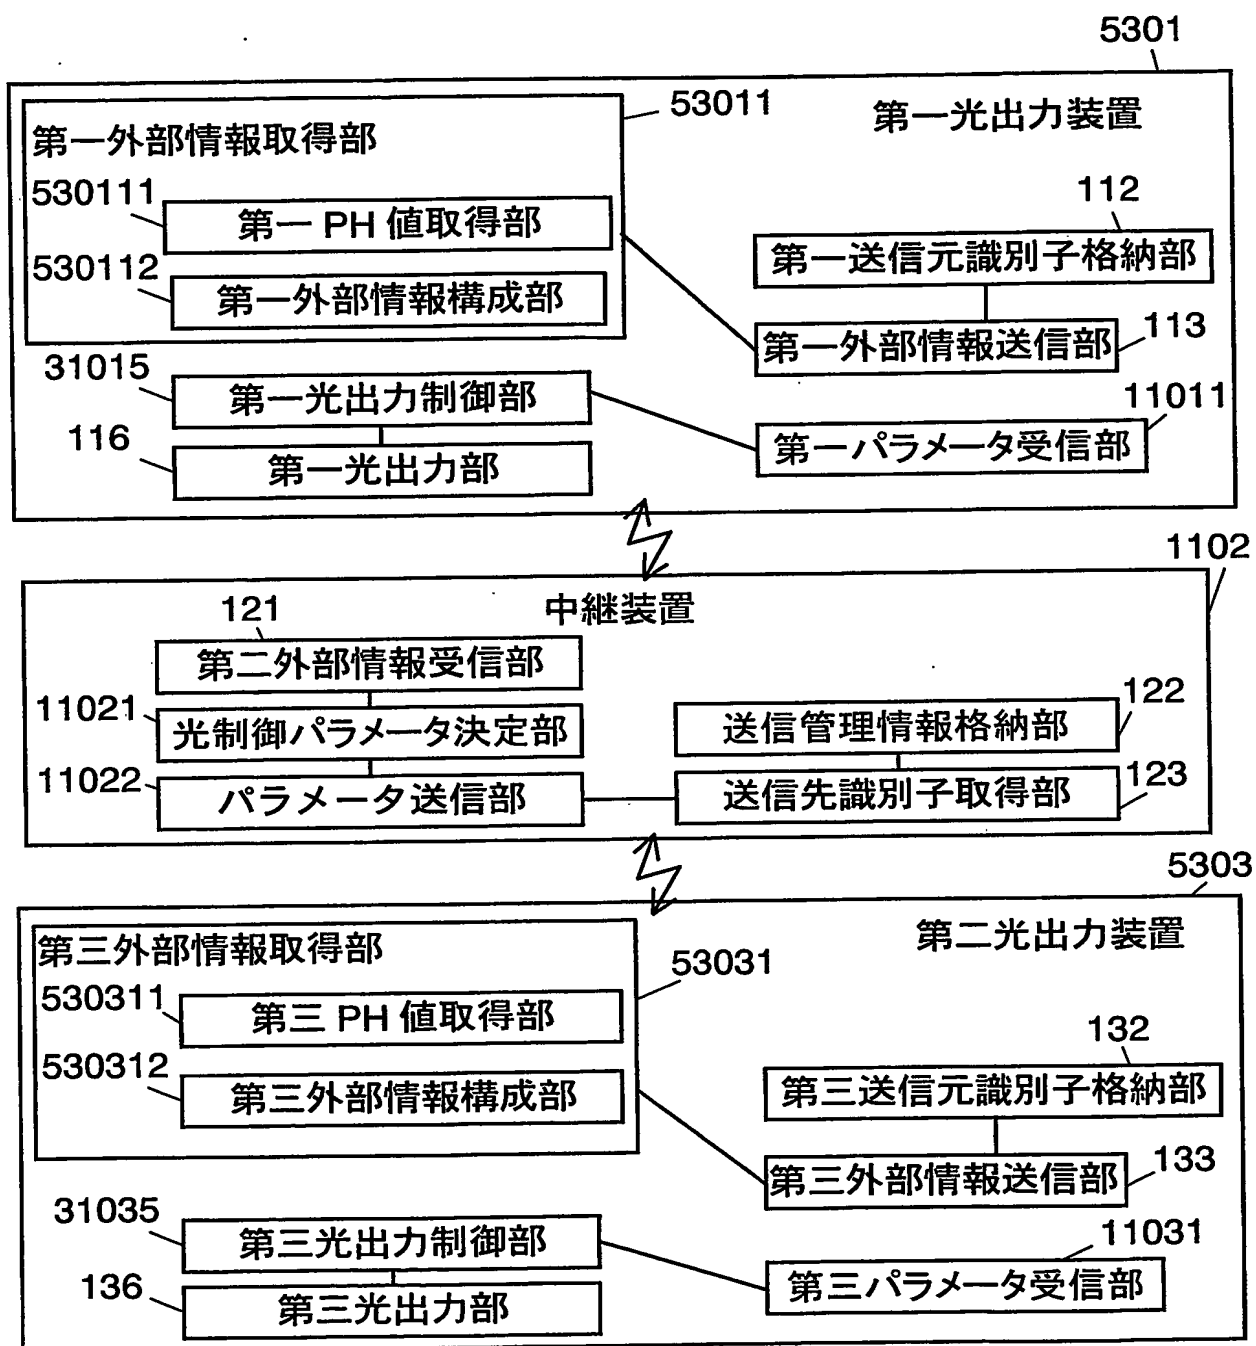 5301
53011
第一光出力装置
第一外部情報取得部
530111
第一 PH 値取得部
112
第一送信元識別子格納部
530112
第一外部情報構成部
第一外部情報送信部
113
31015
第一光出力制御部
11011
116
第一光出力部
第一パラメータ受信部
1102
中継装置
121
第二外部情報受信部
11021
光制御パラメータ決定部
送信管理情報格納部
122
11022
パラメータ送信部
送信先識別子取得部
123
5303
第二光出力装置
第三外部情報取得部
53031
530311
第三 PH 値取得部
132
530312
第三外部情報構成部
第三送信元識別子格納部
第三外部情報送信部
133
31035
第三光出力制御部
11031
136
第三光出力部
第三パラメータ受信部